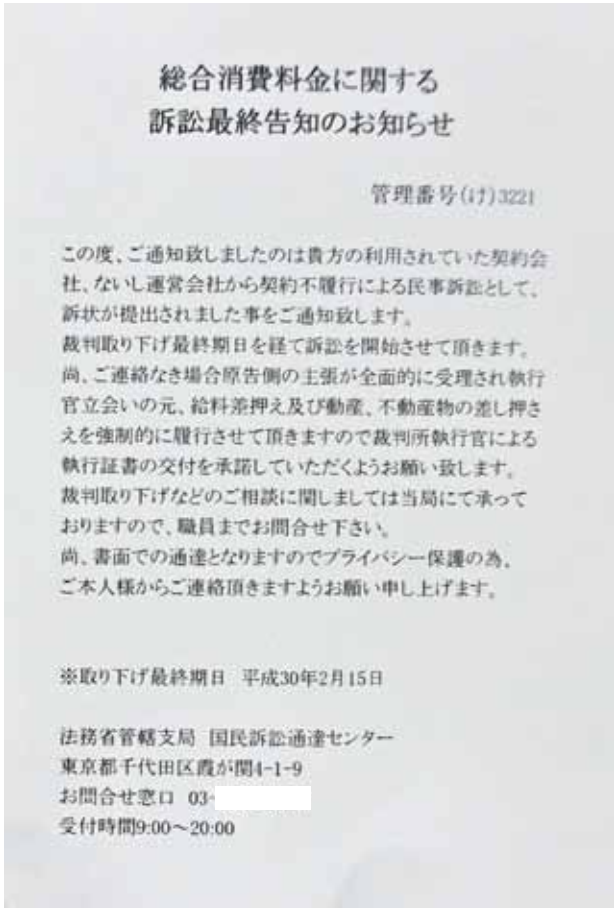 総合消費料金に関する
訴訟最終告知のお知らせ
管理番号(け)3221
この度、ご通知致しましたのは貴方の利用されていた契約会
社、ないし運営会社から契約不履行による民事訴訟として、
訴状が提出されました事をご通知致します。
裁判取り下げ最終期日を経て訴訟を開始させて頂きます。
尚、ご連絡なき場合原告側の主張が全面的に受理され執行
官立会いの元、給料差押え及び動産、不動産物の差し押さ
えを強制的に履行させて頂きますので裁判所執行官による
執行証書の交付を承諾していただくようお願い致します。
裁判取り下げなどのご相談に関しましては当局にて承って
おりますので、職員までお問合せ下さい。
尚、書面での通達となりますのでプライバシー保護の為、
ご本人様からご連絡頂きますようお願い申し上げます。
※取り下げ最終期日 平成30年2月15日
法務省管轄支局 国民訴訟通達センター
東京都千代田区霞が関4-1-9
お問合せ窓口 03-
受付時間9:00～20:00